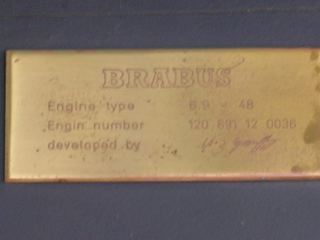 BRABUS
Engine type 6.9 - 48
Engin number 120 891 12 0036
developed by